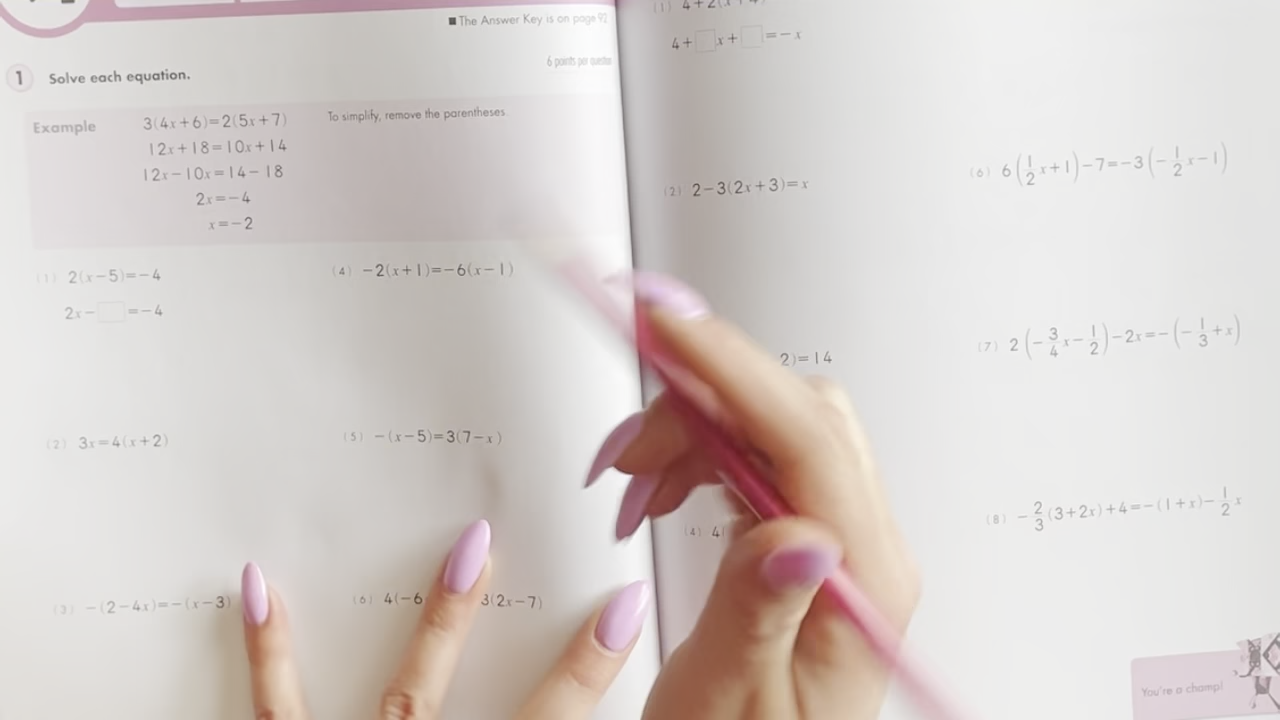 ■ The Answer Key is on page 92
6 points per question
1 Solve each equation.
Example
3(4x+6)=2(5x+7)
To simplify, remove the parentheses.
12x+18=10x+14
12x−10x=14−18
2x=−4
x=−2
(1) 2(x−5)=−4
2x−□=−4
(2) 3x=4(x+2)
(3) −(2−4x)=−(x−3)
(4) −2(x+1)=−6(x−1)
(5) −(x−5)=3(7−x)
(6) 4(−6 3(2x−7)
4+□x+□=−x
(2) 2−3(2x+3)=x
2)=14
(4) 4(
(6) 6(1/2x+1)−7=−3(−1/2x−1)
(7) 2(−3/4x−1/2)−2x=−(−1/3+x)
(8) −2/3(3+2x)+4=−(1+x)−1/2x
You're a champ!